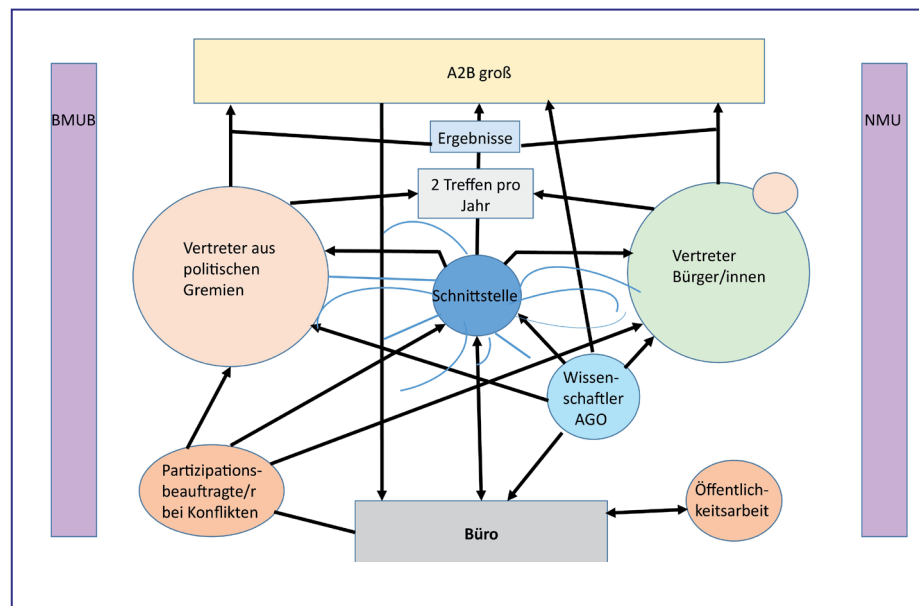 A2B groß
BMUB
NMU
Ergebnisse
2 Treffen pro
Jahr
Vertreter aus
politischen
Gremien
Schnittstelle
Vertreter
Bürger/innen
Wissen-
schaftler
AGO
Partizipations-
beauftragte/r
bei Konflikten
Öffentlich-
keitsarbeit
Büro